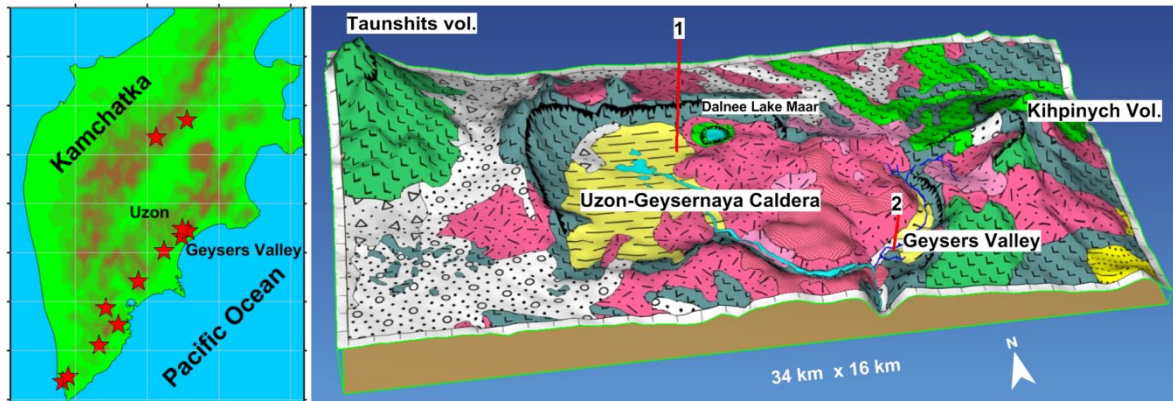 Kamchatka
Uzon
Geysers Valley
Pacific Ocean
Taunshits vol.
1
Dalnee Lake Maar
Kihpinych Vol.
Uzon-Geysernaya Caldera
2
Geysers Valley
N
34 km x 16 km